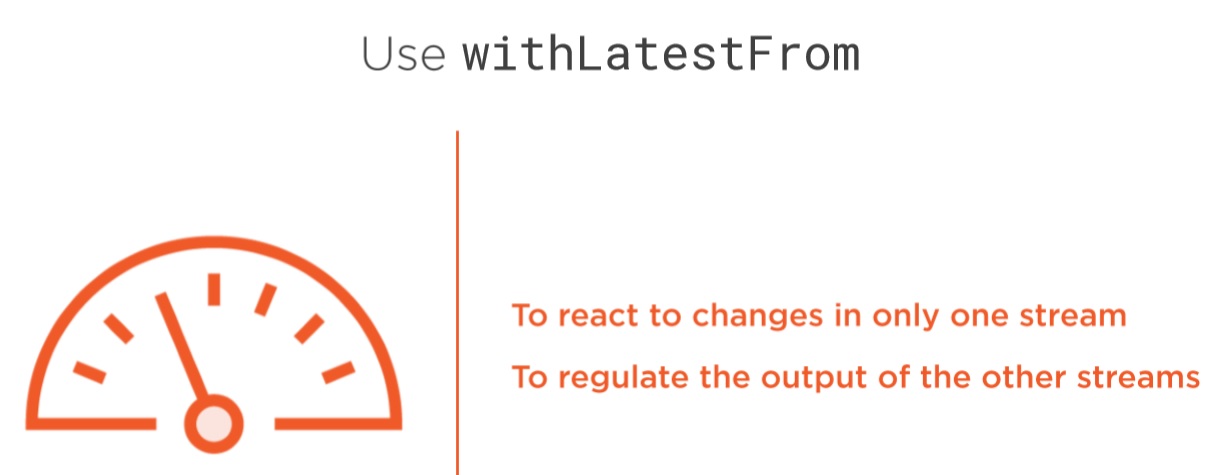 Use withLatestFrom
To react to changes in only one stream
To regulate the output of the other streams